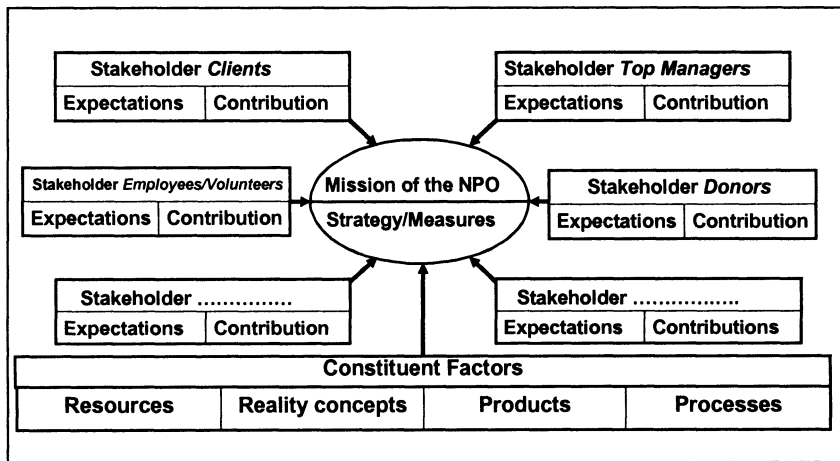 Stakeholder Clients
Expectations Contribution
Stakeholder Top Managers
Expectations Contribution
Stakeholder Employees/Volunteers
Expectations Contribution
Mission of the NPO
Strategy/Measures
Stakeholder Donors
Expectations Contribution
Stakeholder ...............
Expectations Contribution
Stakeholder .................
Expectations Contributions
Constituent Factors
Resources Reality concepts Products Processes